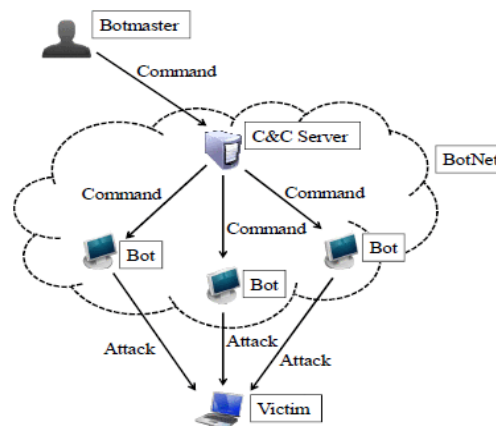 Botmaster
Command
C&C Server
BotNet
Command
Command
Command
Bot
Bot
Bot
Attack
Attack
Attack
Victim